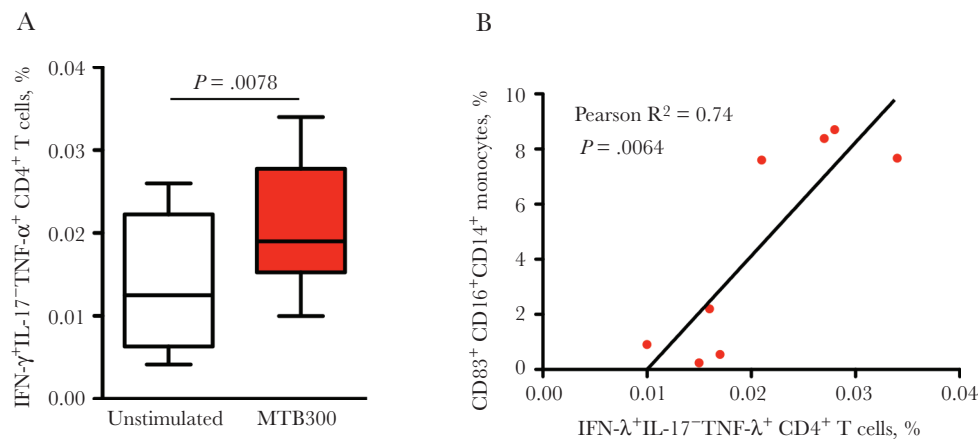 A
IFN-γ⁺IL-17⁻TNF-α⁺ CD4⁺ T cells, %
0.04
0.03
0.02
0.01
0.00
P = .0078
Unstimulated MTB300
B
CD83⁺ CD16⁺CD14⁺ monocytes, %
10
8
6
4
2
0
Pearson R² = 0.74
P = .0064
0.00 0.01 0.02 0.03 0.04
IFN-λ⁺IL-17⁻TNF-λ⁺ CD4⁺ T cells, %